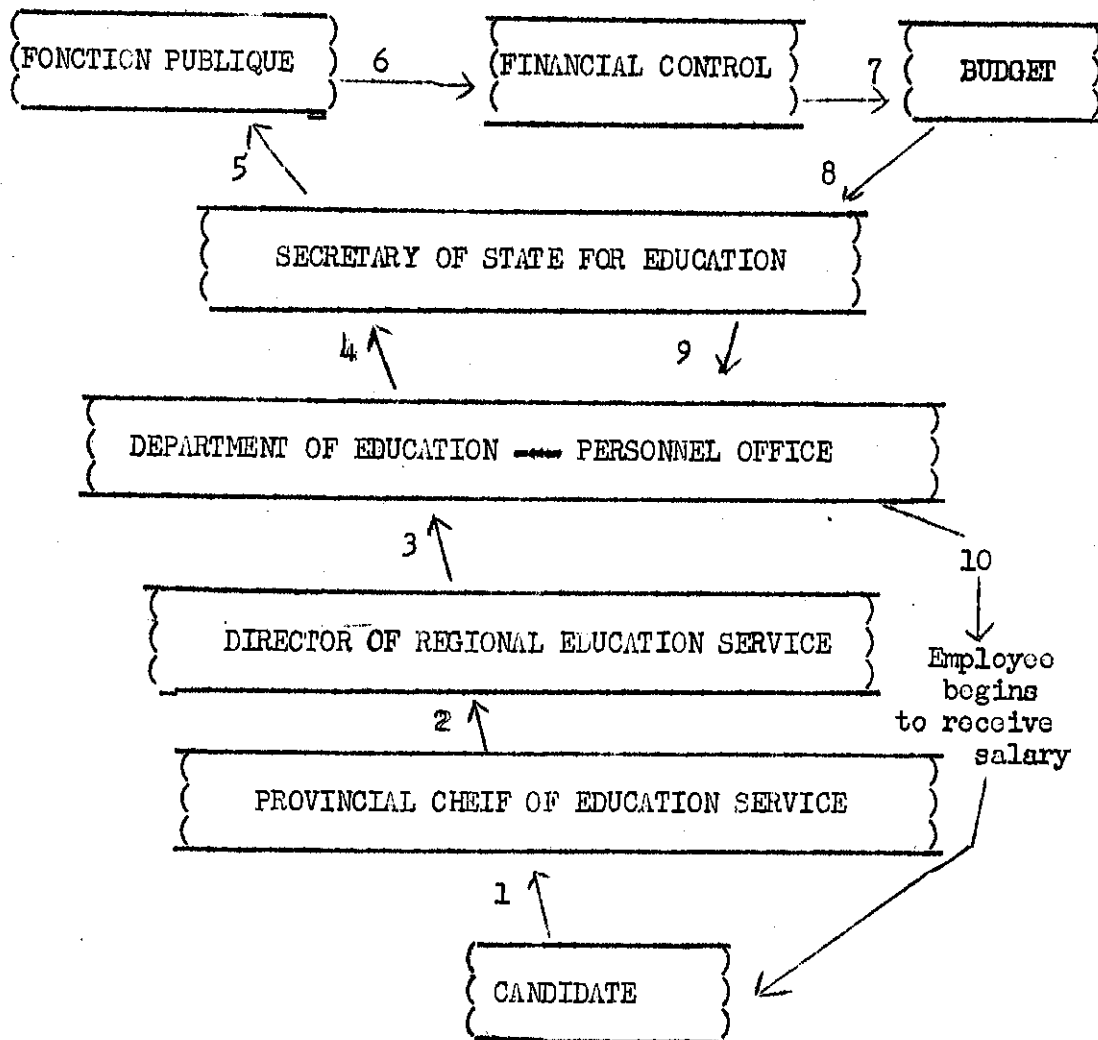 FONCTION PUBLIQUE
6
FINANCIAL CONTROL
7
BUDGET
5
8
SECRETARY OF STATE FOR EDUCATION
4
9
DEPARTMENT OF EDUCATION --- PERSONNEL OFFICE
3
10
DIRECTOR OF REGIONAL EDUCATION SERVICE
Employee
begins
to receive
salary
2
PROVINCIAL CHEIF OF EDUCATION SERVICE
1
CANDIDATE